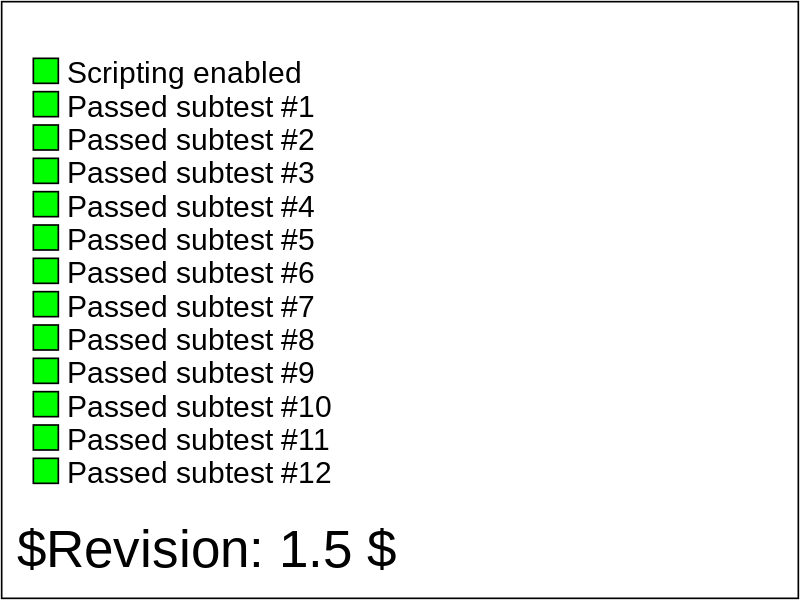 Scripting enabled
Passed subtest #1
Passed subtest #2
Passed subtest #3
Passed subtest #4
Passed subtest #5
Passed subtest #6
Passed subtest #7
Passed subtest #8
Passed subtest #9
Passed subtest #10
Passed subtest #11
Passed subtest #12
$Revision: 1.5 $